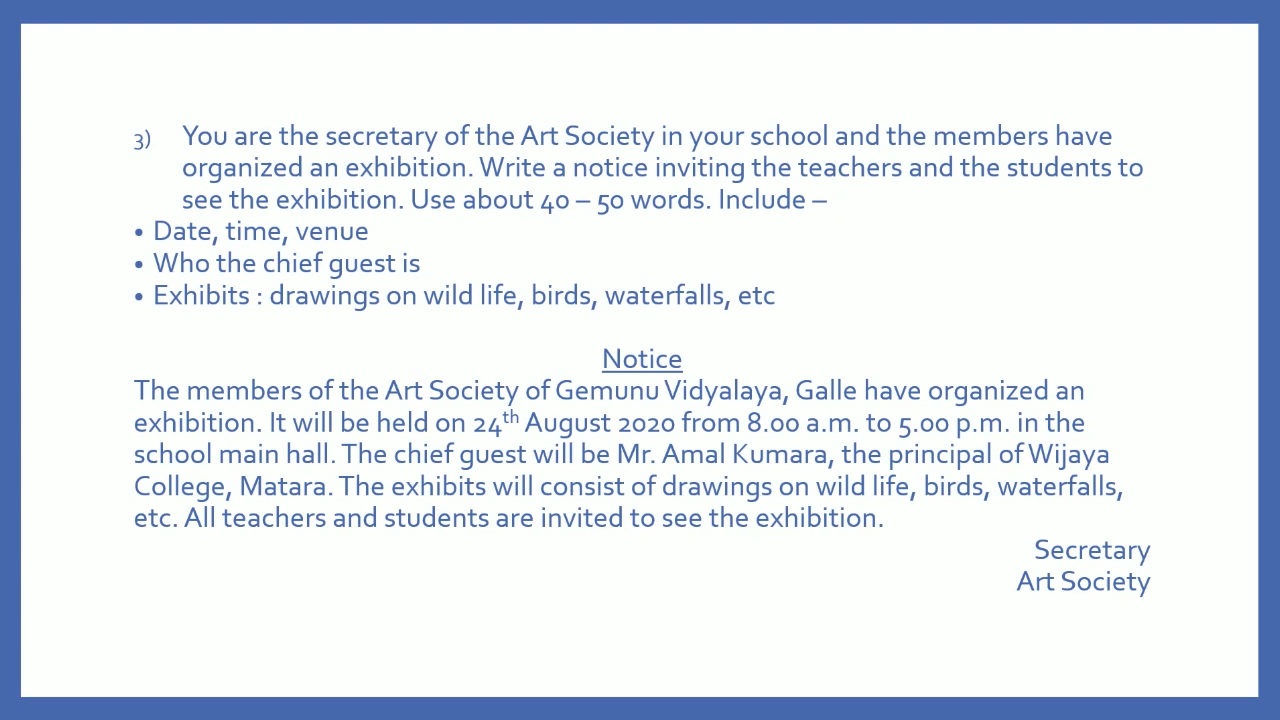 3) You are the secretary of the Art Society in your school and the members have
organized an exhibition. Write a notice inviting the teachers and the students to
see the exhibition. Use about 40 – 50 words. Include –
• Date, time, venue
• Who the chief guest is
• Exhibits : drawings on wild life, birds, waterfalls, etc
Notice
The members of the Art Society of Gemunu Vidyalaya, Galle have organized an
exhibition. It will be held on 24th August 2020 from 8.00 a.m. to 5.00 p.m. in the
school main hall. The chief guest will be Mr. Amal Kumara, the principal of Wijaya
College, Matara. The exhibits will consist of drawings on wild life, birds, waterfalls,
etc. All teachers and students are invited to see the exhibition.
Secretary
Art Society